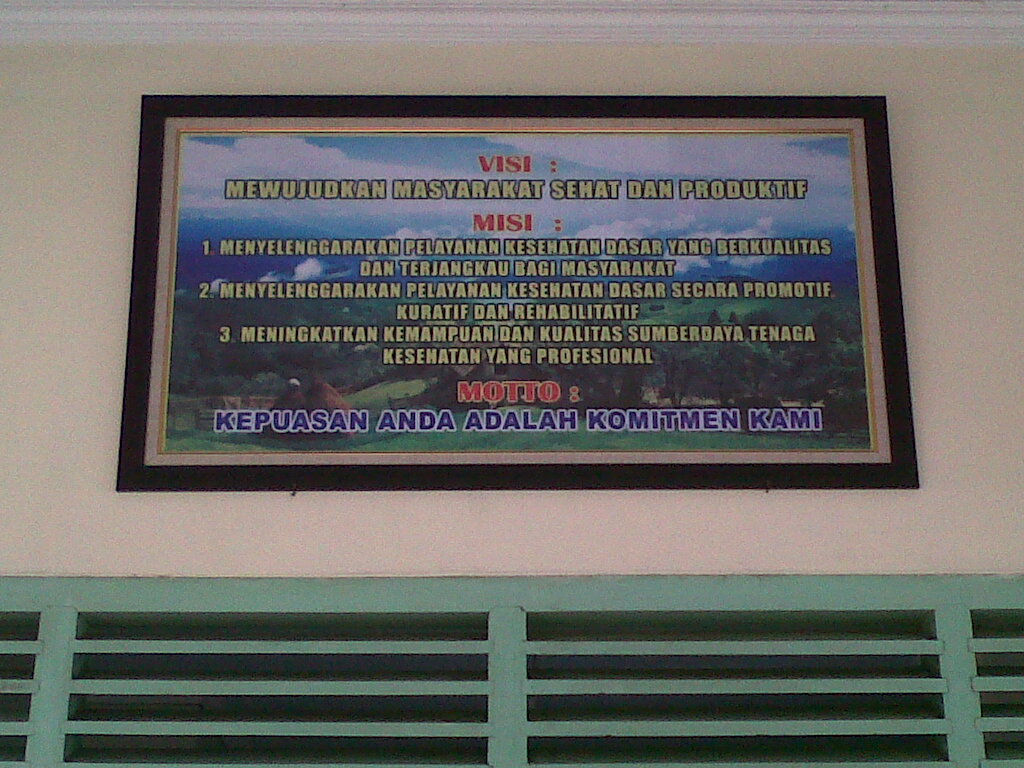 VISI :
MEWUJUDKAN MASYARAKAT SEHAT DAN PRODUKTIF
MISI :
1. MENYELENGGARAKAN PELAYANAN KESEHATAN DASAR YANG BERKUALITAS
DAN TERJANGKAU BAGI MASYARAKAT
2. MENYELENGGARAKAN PELAYANAN KESEHATAN DASAR SECARA PROMOTIF,
KURATIF DAN REHABILITATIF
3. MENINGKATKAN KEMAMPUAN DAN KUALITAS SUMBERDAYA TENAGA
KESEHATAN YANG PROFESIONAL
MOTTO :
KEPUASAN ANDA ADALAH KOMITMEN KAMI